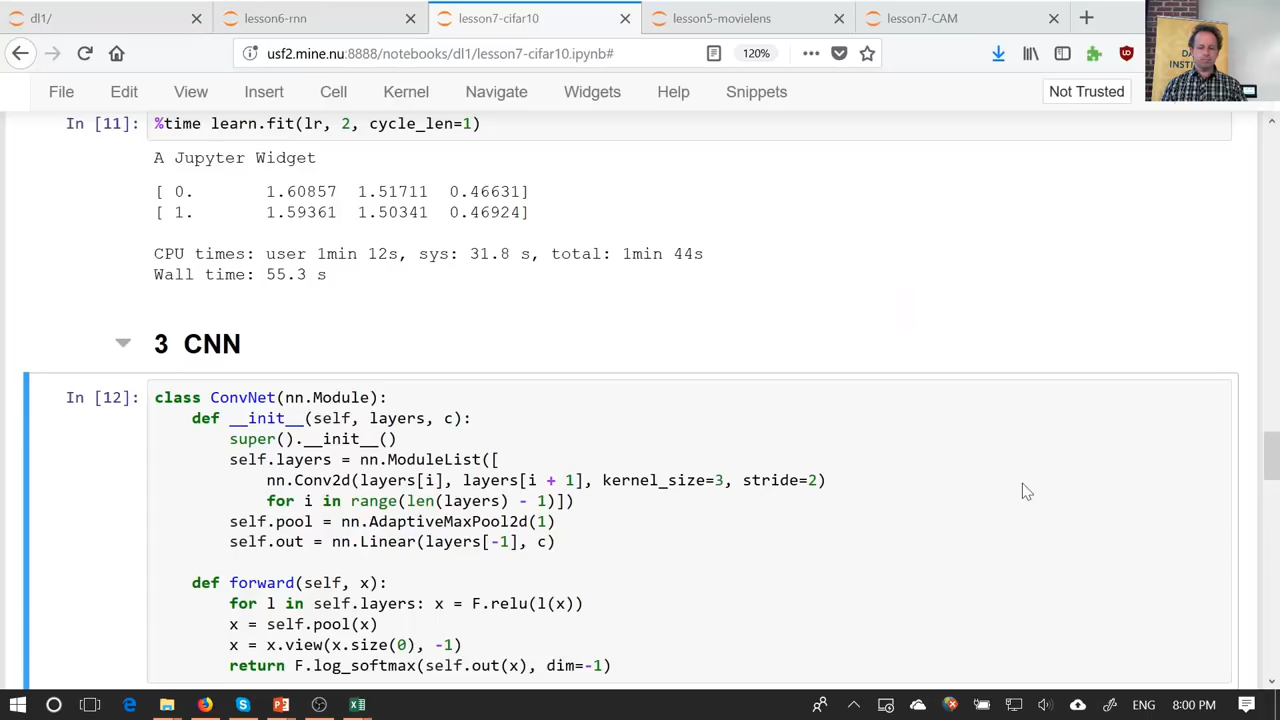 dl1/
lesson6-rnn
lesson7-cifar10
lesson5-movielens
lesson7-CAM
usf2.mine.nu:8888/notebooks/dl1/lesson7-cifar10.ipynb#
120%
File Edit View Insert Cell Kernel Navigate Widgets Help Snippets Not Trusted
In [11]: %time learn.fit(lr, 2, cycle_len=1)
A Jupyter Widget
[ 0. 1.60857 1.51711 0.46631]
[ 1. 1.59361 1.50341 0.46924]
CPU times: user 1min 12s, sys: 31.8 s, total: 1min 44s
Wall time: 55.3 s
3 CNN
In [12]: class ConvNet(nn.Module):
def __init__(self, layers, c):
super().__init__()
self.layers = nn.ModuleList([
nn.Conv2d(layers[i], layers[i + 1], kernel_size=3, stride=2)
for i in range(len(layers) - 1)])
self.pool = nn.AdaptiveMaxPool2d(1)
self.out = nn.Linear(layers[-1], c)
def forward(self, x):
for l in self.layers: x = F.relu(l(x))
x = self.pool(x)
x = x.view(x.size(0), -1)
return F.log_softmax(self.out(x), dim=-1)
ENG 8:00 PM